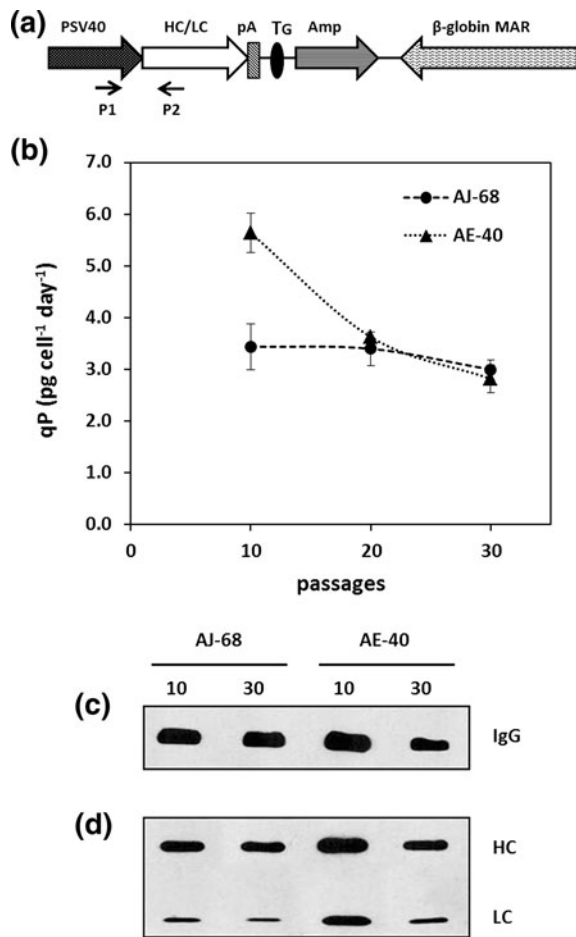 (a) PSV40 HC/LC pA TG Amp β-globin MAR
P1 P2
(b)
7.0
6.0
5.0
4.0
3.0
2.0
1.0
0.0
qP (pg cell-1 day-1)
AJ-68
AE-40
0 10 20 30
passages
AJ-68 AE-40
10 30 10 30
(c) IgG
(d) HC
LC